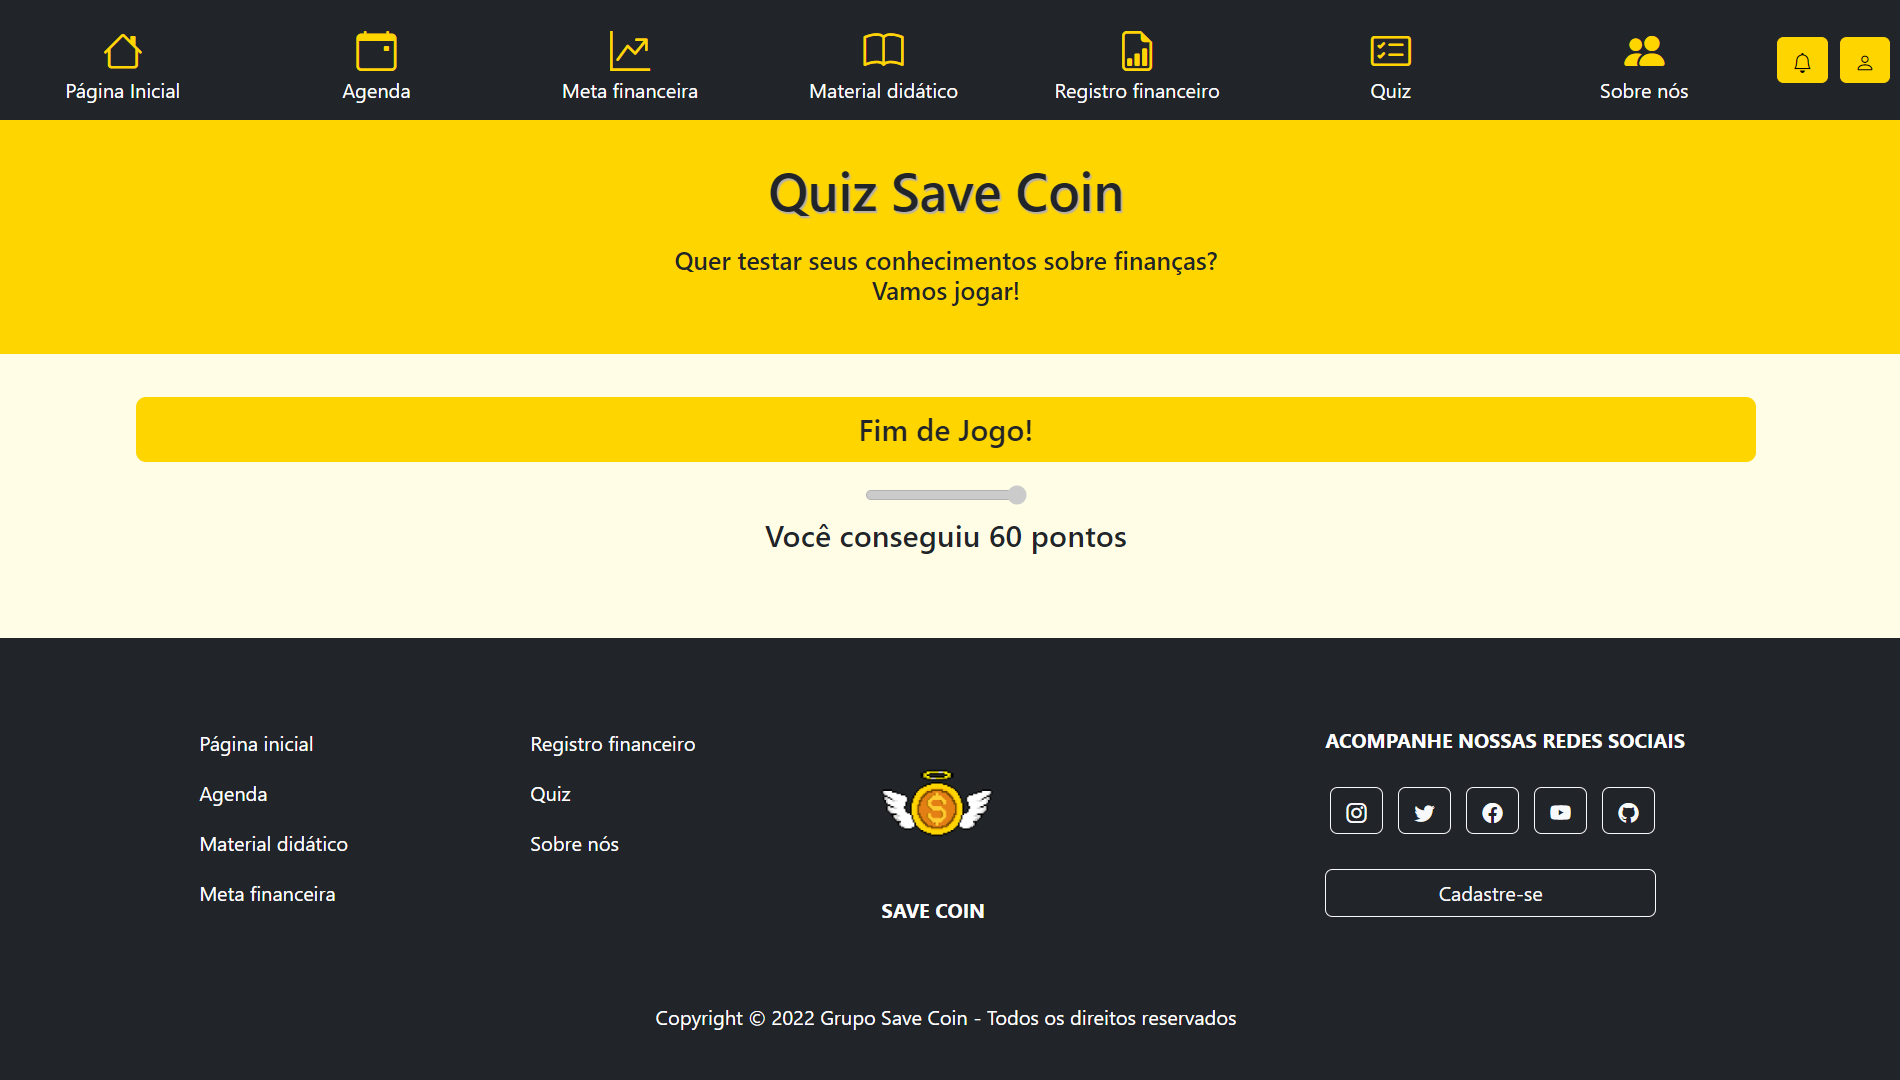 Página Inicial
Agenda
Meta financeira
Material didático
Registro financeiro
Quiz
Sobre nós
Quiz Save Coin
Quer testar seus conhecimentos sobre finanças?
Vamos jogar!
Fim de Jogo!
Você conseguiu 60 pontos
Página inicial
Agenda
Material didático
Meta financeira
Registro financeiro
Quiz
Sobre nós
SAVE COIN
ACOMPANHE NOSSAS REDES SOCIAIS
Cadastre-se
Copyright © 2022 Grupo Save Coin - Todos os direitos reservados